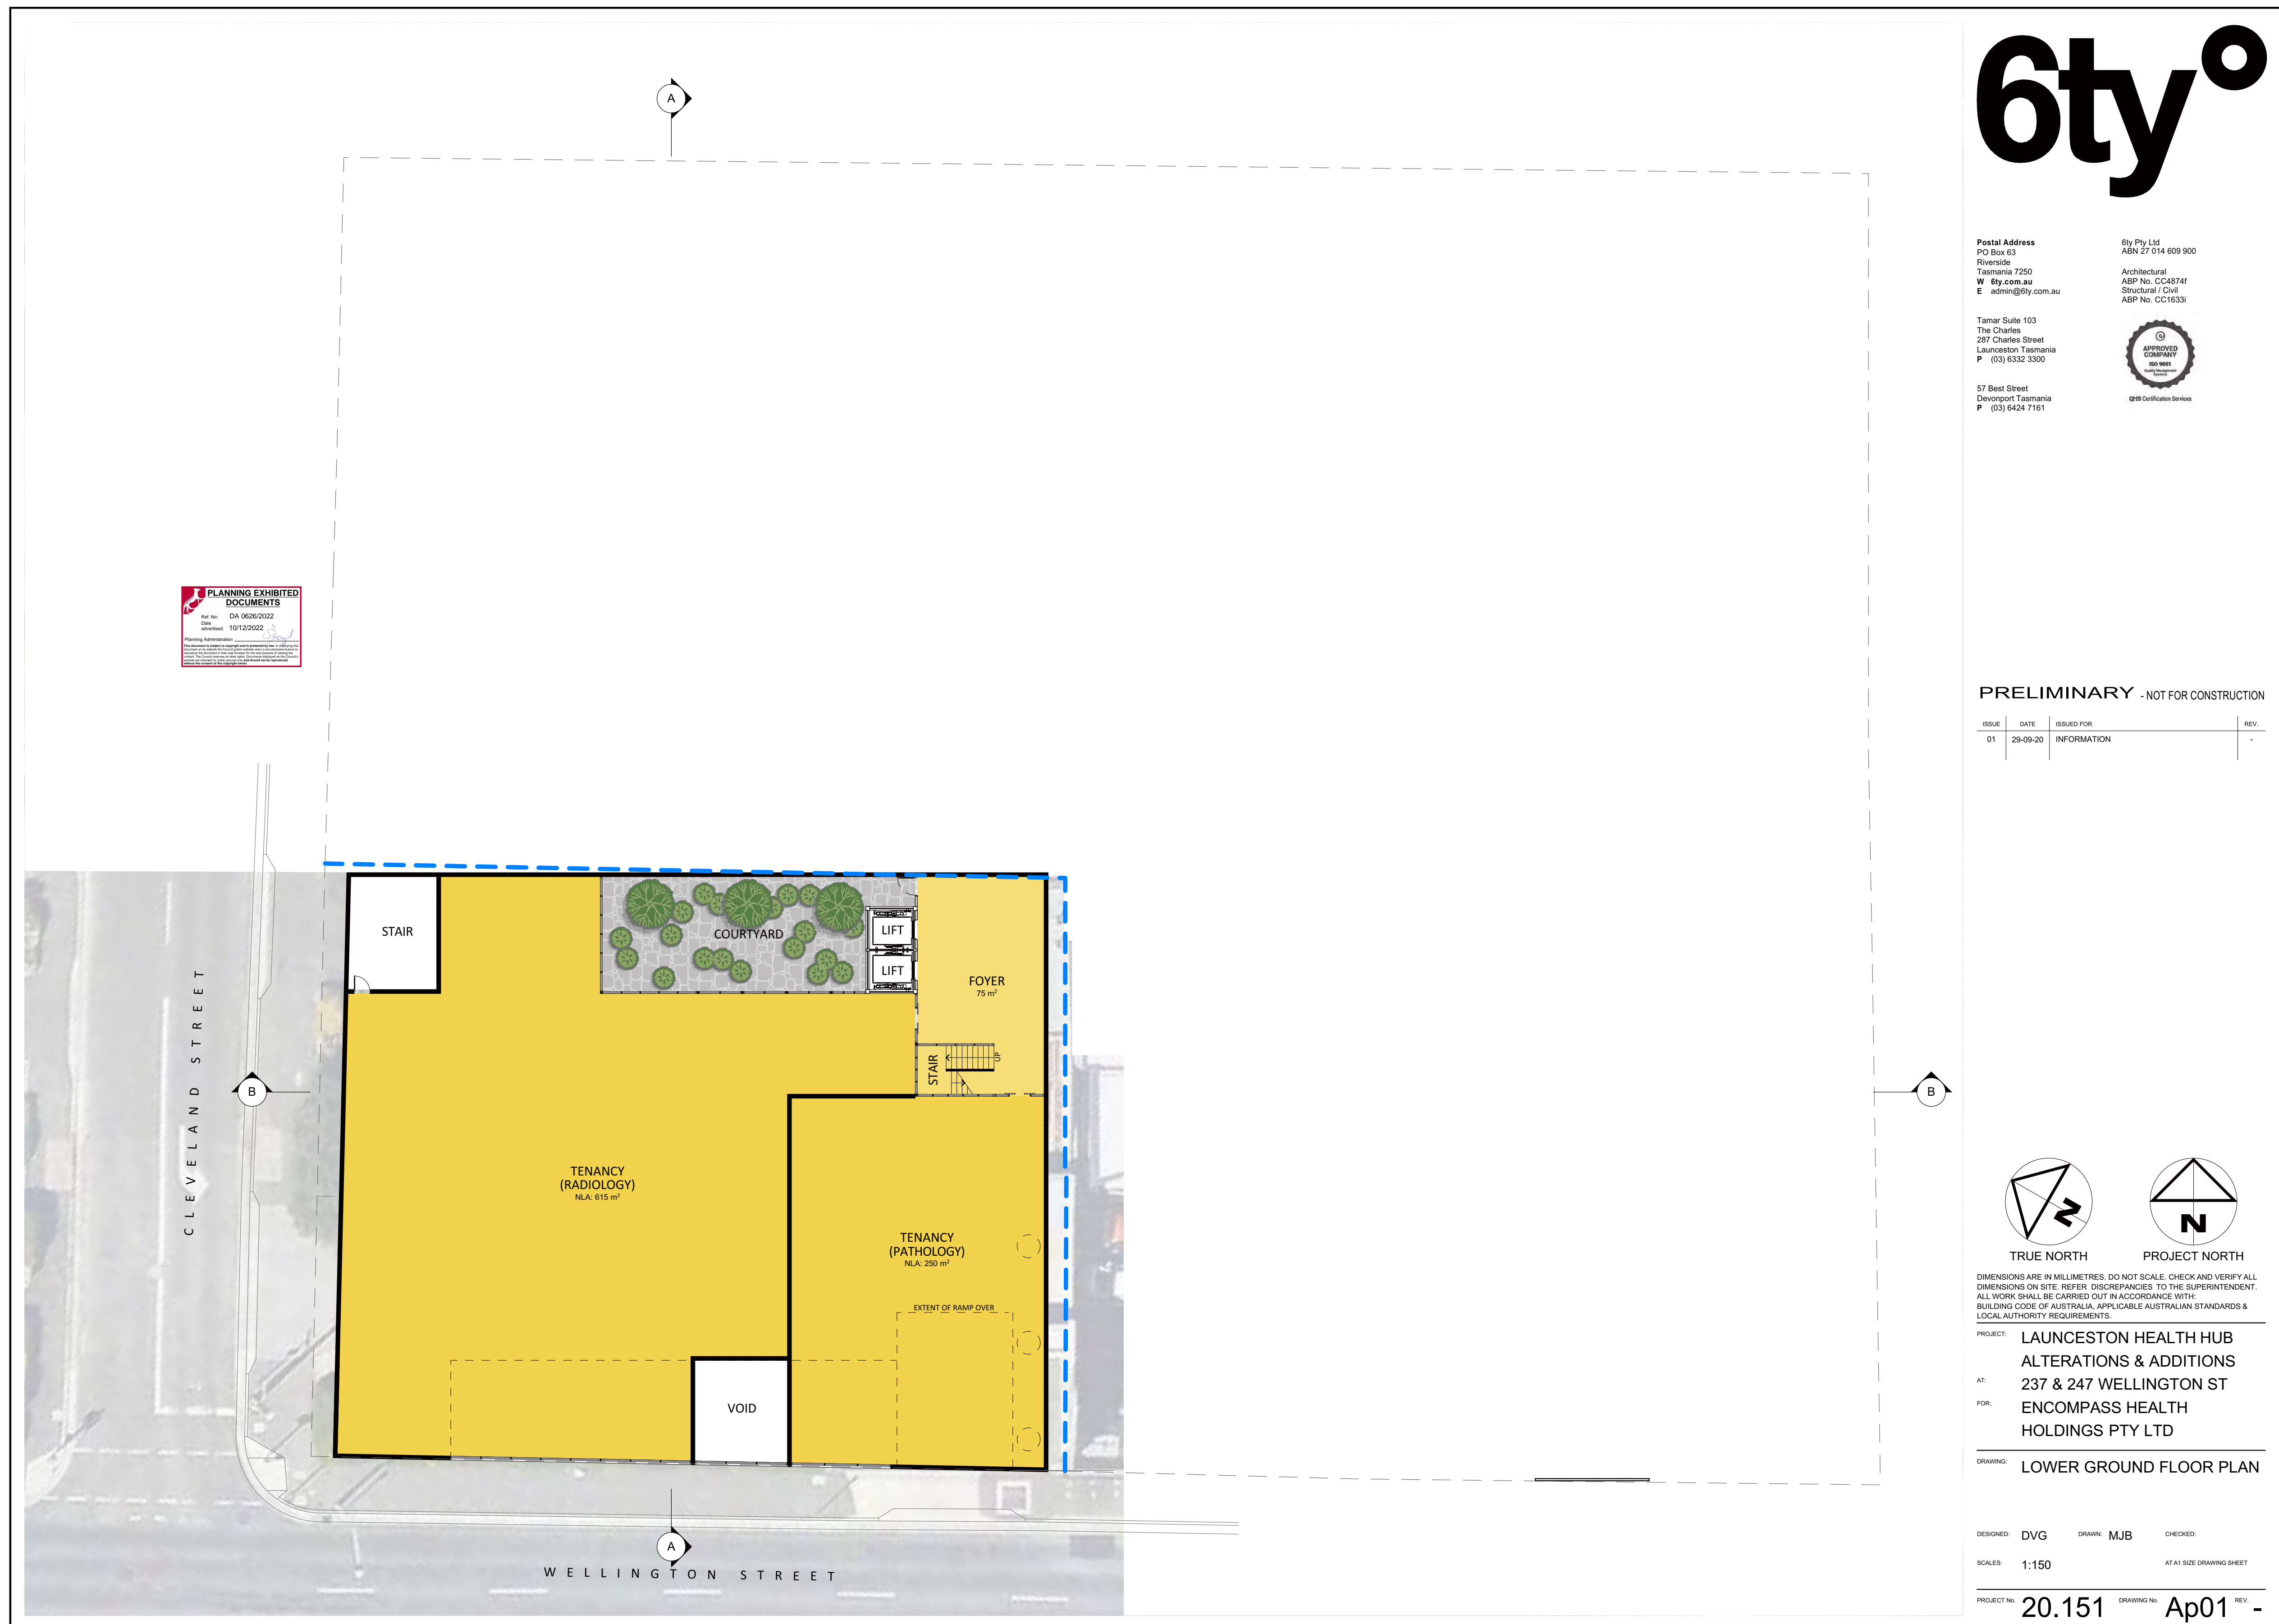 6ty°
Postal Address
PO Box 63
Riverside
Tasmania 7250
W 6ty.com.au
E admin@6ty.com.au
6ty Pty Ltd
ABN 27 014 609 900
Architectural
ABP No. CC4874f
Structural / Civil
ABP No. CC1633i
Tamar Suite 103
The Charles
287 Charles Street
Launceston Tasmania
P (03) 6332 3300
57 Best Street
Devonport Tasmania
P (03) 6424 7161
APPROVED
COMPANY
ISO 9001
Quality Management
Systems
QMS Certification Services
A
PLANNING EXHIBITED
DOCUMENTS
Ref. No: DA 0626/2022
Date
advertised: 10/12/2022
Planning Administration
PRELIMINARY - NOT FOR CONSTRUCTION
ISSUE DATE ISSUED FOR REV.
01 29-09-20 INFORMATION -
STAIR
COURTYARD
LIFT
LIFT
FOYER
75 m²
STAIR
UP
CLEVELAND STREET
B
B
TENANCY
(RADIOLOGY)
NLA: 615 m²
TENANCY
(PATHOLOGY)
NLA: 250 m²
EXTENT OF RAMP OVER
VOID
A
WELLINGTON STREET
N
TRUE NORTH
N
PROJECT NORTH
DIMENSIONS ARE IN MILLIMETRES. DO NOT SCALE. CHECK AND VERIFY ALL
DIMENSIONS ON SITE. REFER DISCREPANCIES TO THE SUPERINTENDENT.
ALL WORK SHALL BE CARRIED OUT IN ACCORDANCE WITH:
BUILDING CODE OF AUSTRALIA, APPLICABLE AUSTRALIAN STANDARDS &
LOCAL AUTHORITY REQUIREMENTS.
PROJECT: LAUNCESTON HEALTH HUB
ALTERATIONS & ADDITIONS
AT: 237 & 247 WELLINGTON ST
FOR: ENCOMPASS HEALTH
HOLDINGS PTY LTD
DRAWING: LOWER GROUND FLOOR PLAN
DESIGNED: DVG DRAWN: MJB CHECKED:
SCALES: 1:150 AT A1 SIZE DRAWING SHEET
PROJECT No. 20.151 DRAWING No. Ap01 REV. -